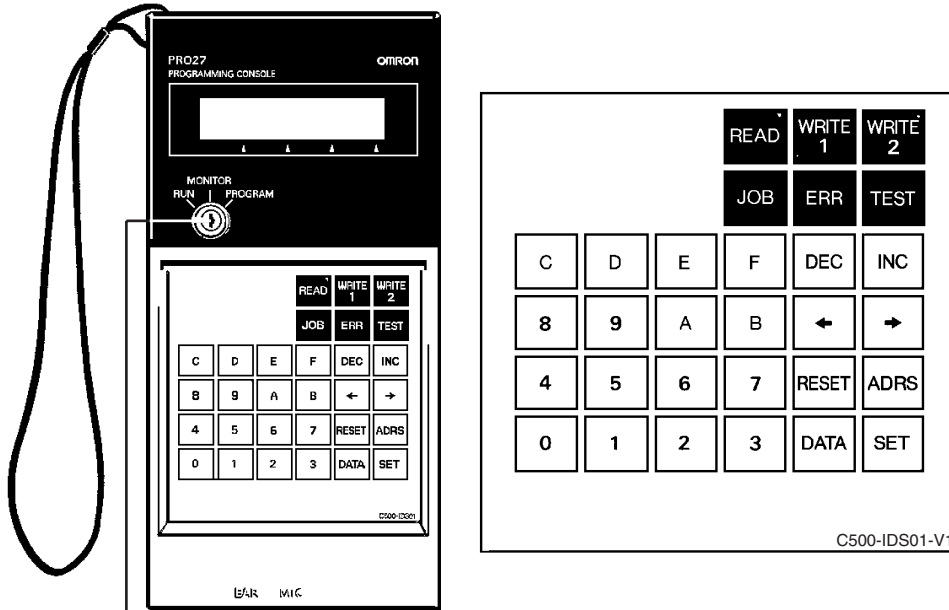 PRO27 OMRON
PROGRAMMING CONSOLE
MONITOR
RUN PROGRAM
READ WRITE 1 WRITE 2
JOB ERR TEST
C D E F DEC INC
8 9 A B ← →
4 5 6 7 RESET ADRS
0 1 2 3 DATA SET
C500-IDS01
EAR MIC
READ WRITE 1 WRITE 2
JOB ERR TEST
C D E F DEC INC
8 9 A B ← →
4 5 6 7 RESET ADRS
0 1 2 3 DATA SET
C500-IDS01-V1